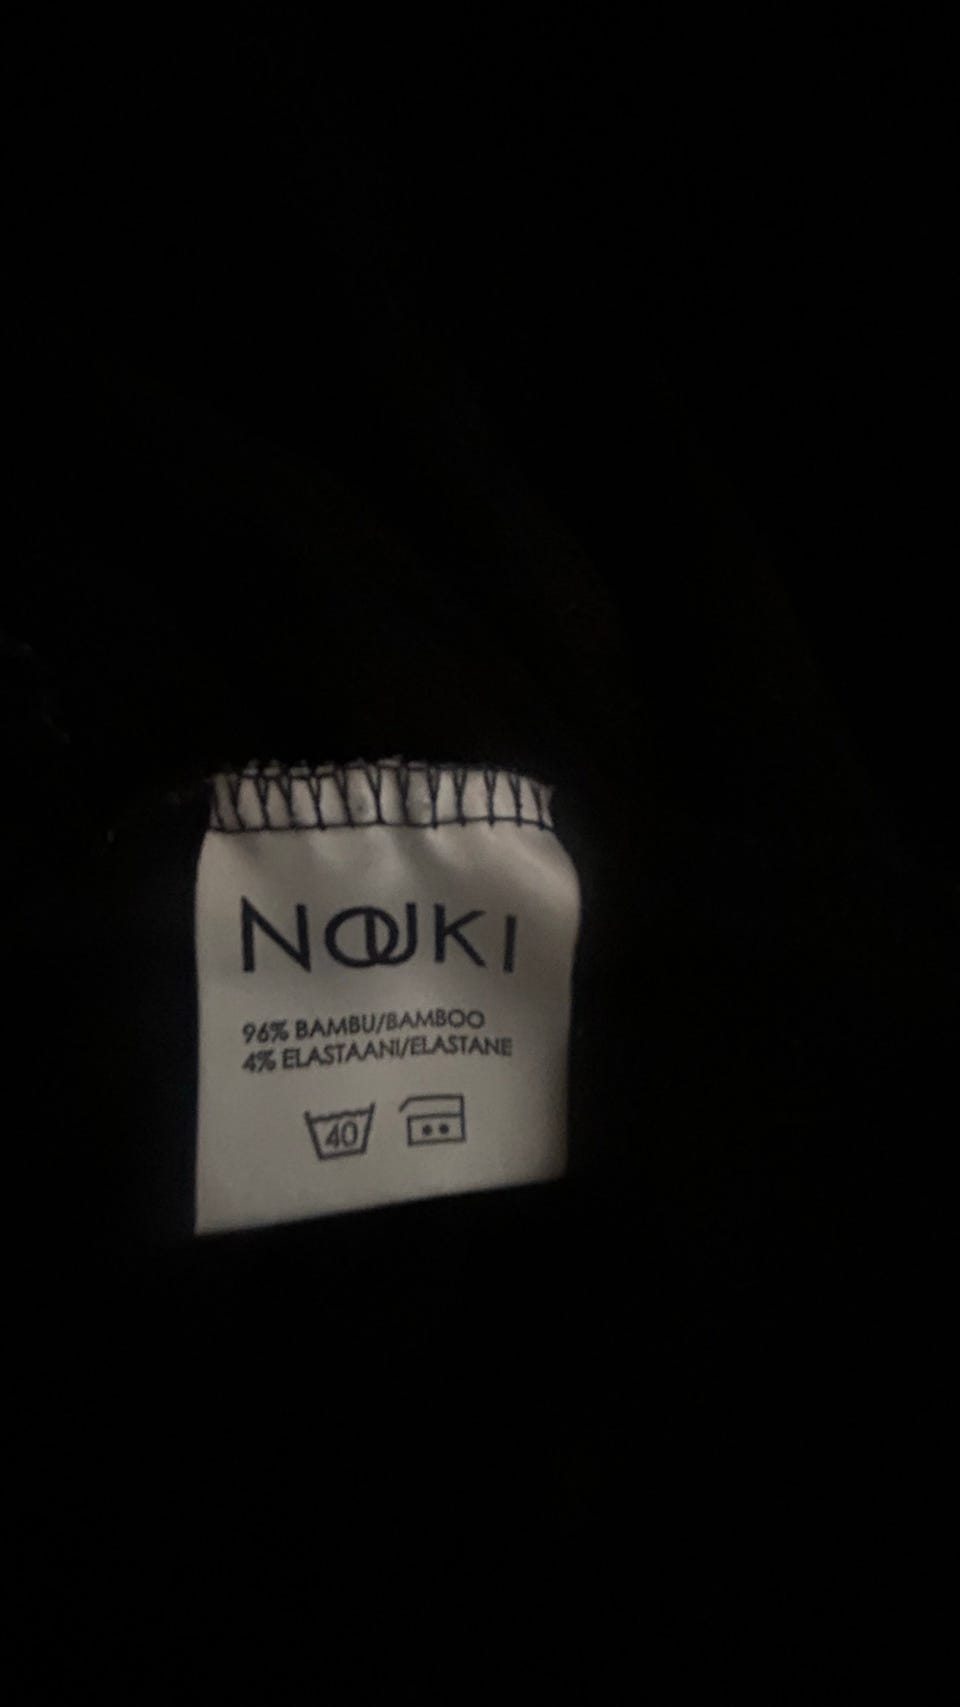 NOUKI
96% BAMBU/BAMBOO
4% ELASTAANI/ELASTANE
40